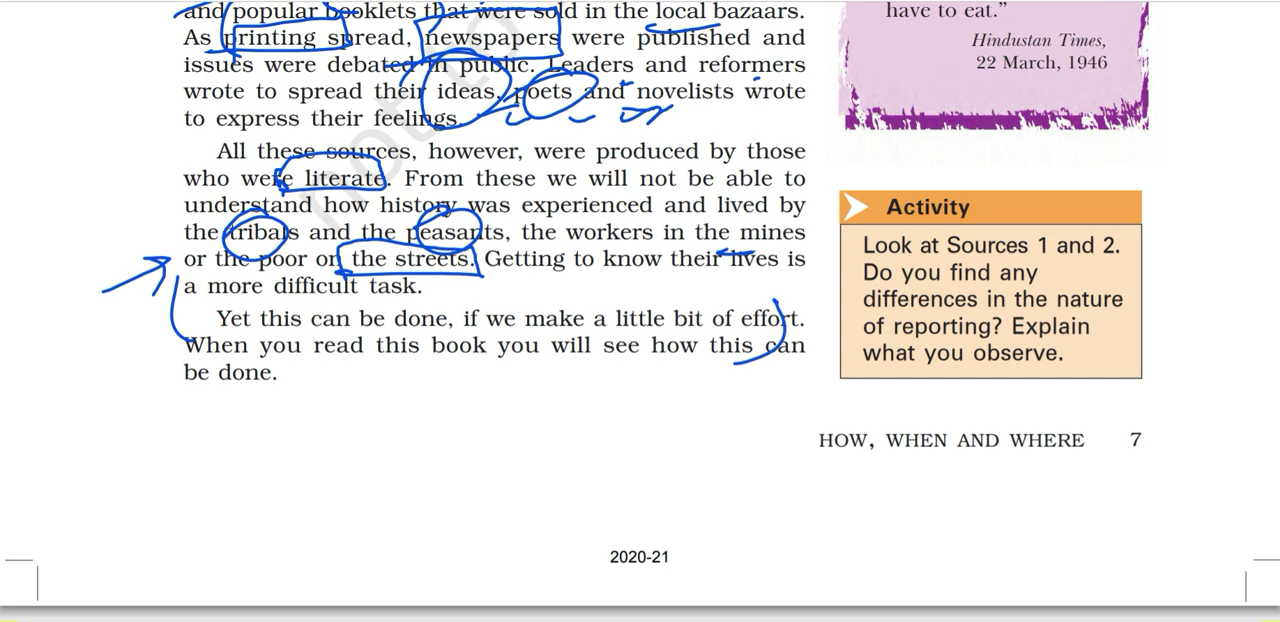 and popular booklets that were sold in the local bazaars.
As printing spread, newspapers were published and
issues were debated in public. Leaders and reformers
wrote to spread their ideas, poets and novelists wrote
to express their feelings.
All these sources, however, were produced by those
who were literate. From these we will not be able to
understand how history was experienced and lived by
the tribals and the peasants, the workers in the mines
or the poor on the streets. Getting to know their lives is
a more difficult task.
Yet this can be done, if we make a little bit of effort.
When you read this book you will see how this can
be done.
have to eat.”
Hindustan Times,
22 March, 1946
Activity
Look at Sources 1 and 2.
Do you find any
differences in the nature
of reporting? Explain
what you observe.
HOW, WHEN AND WHERE 7
2020-21
not to